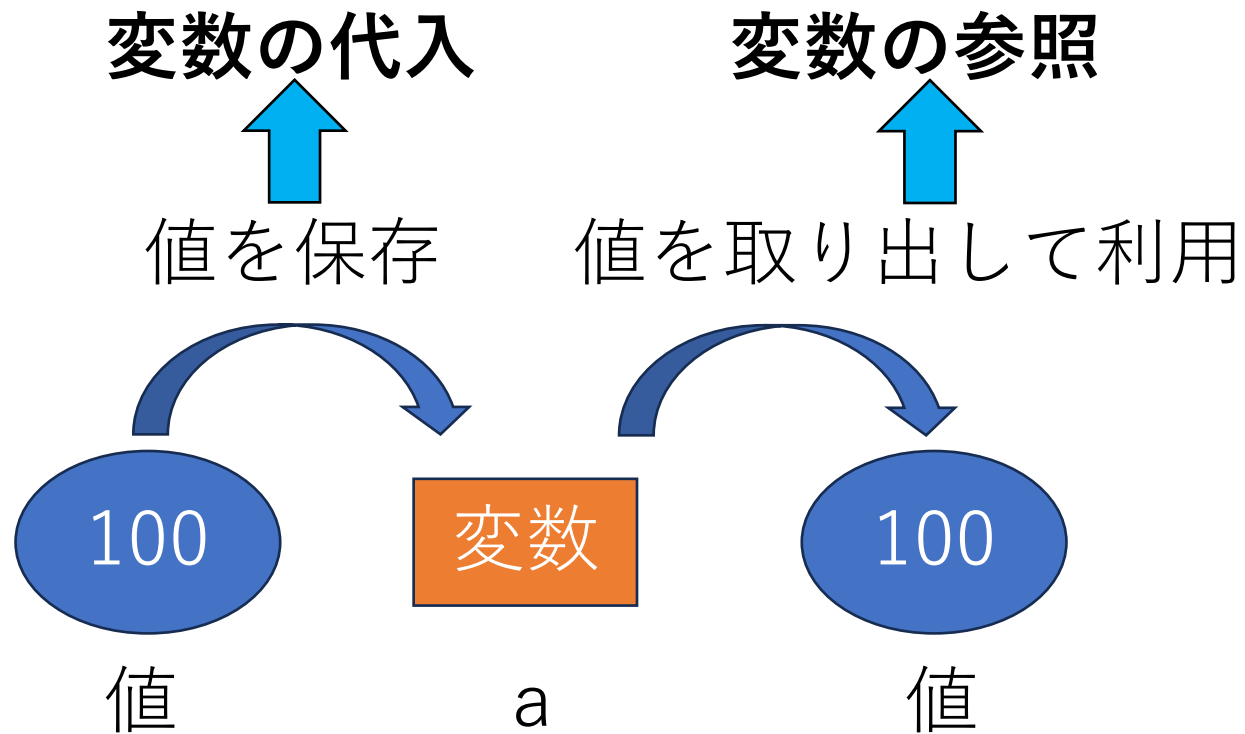 変数の代入
変数の参照
値を保存
値を取り出して利用
100
変数
100
値
a
値